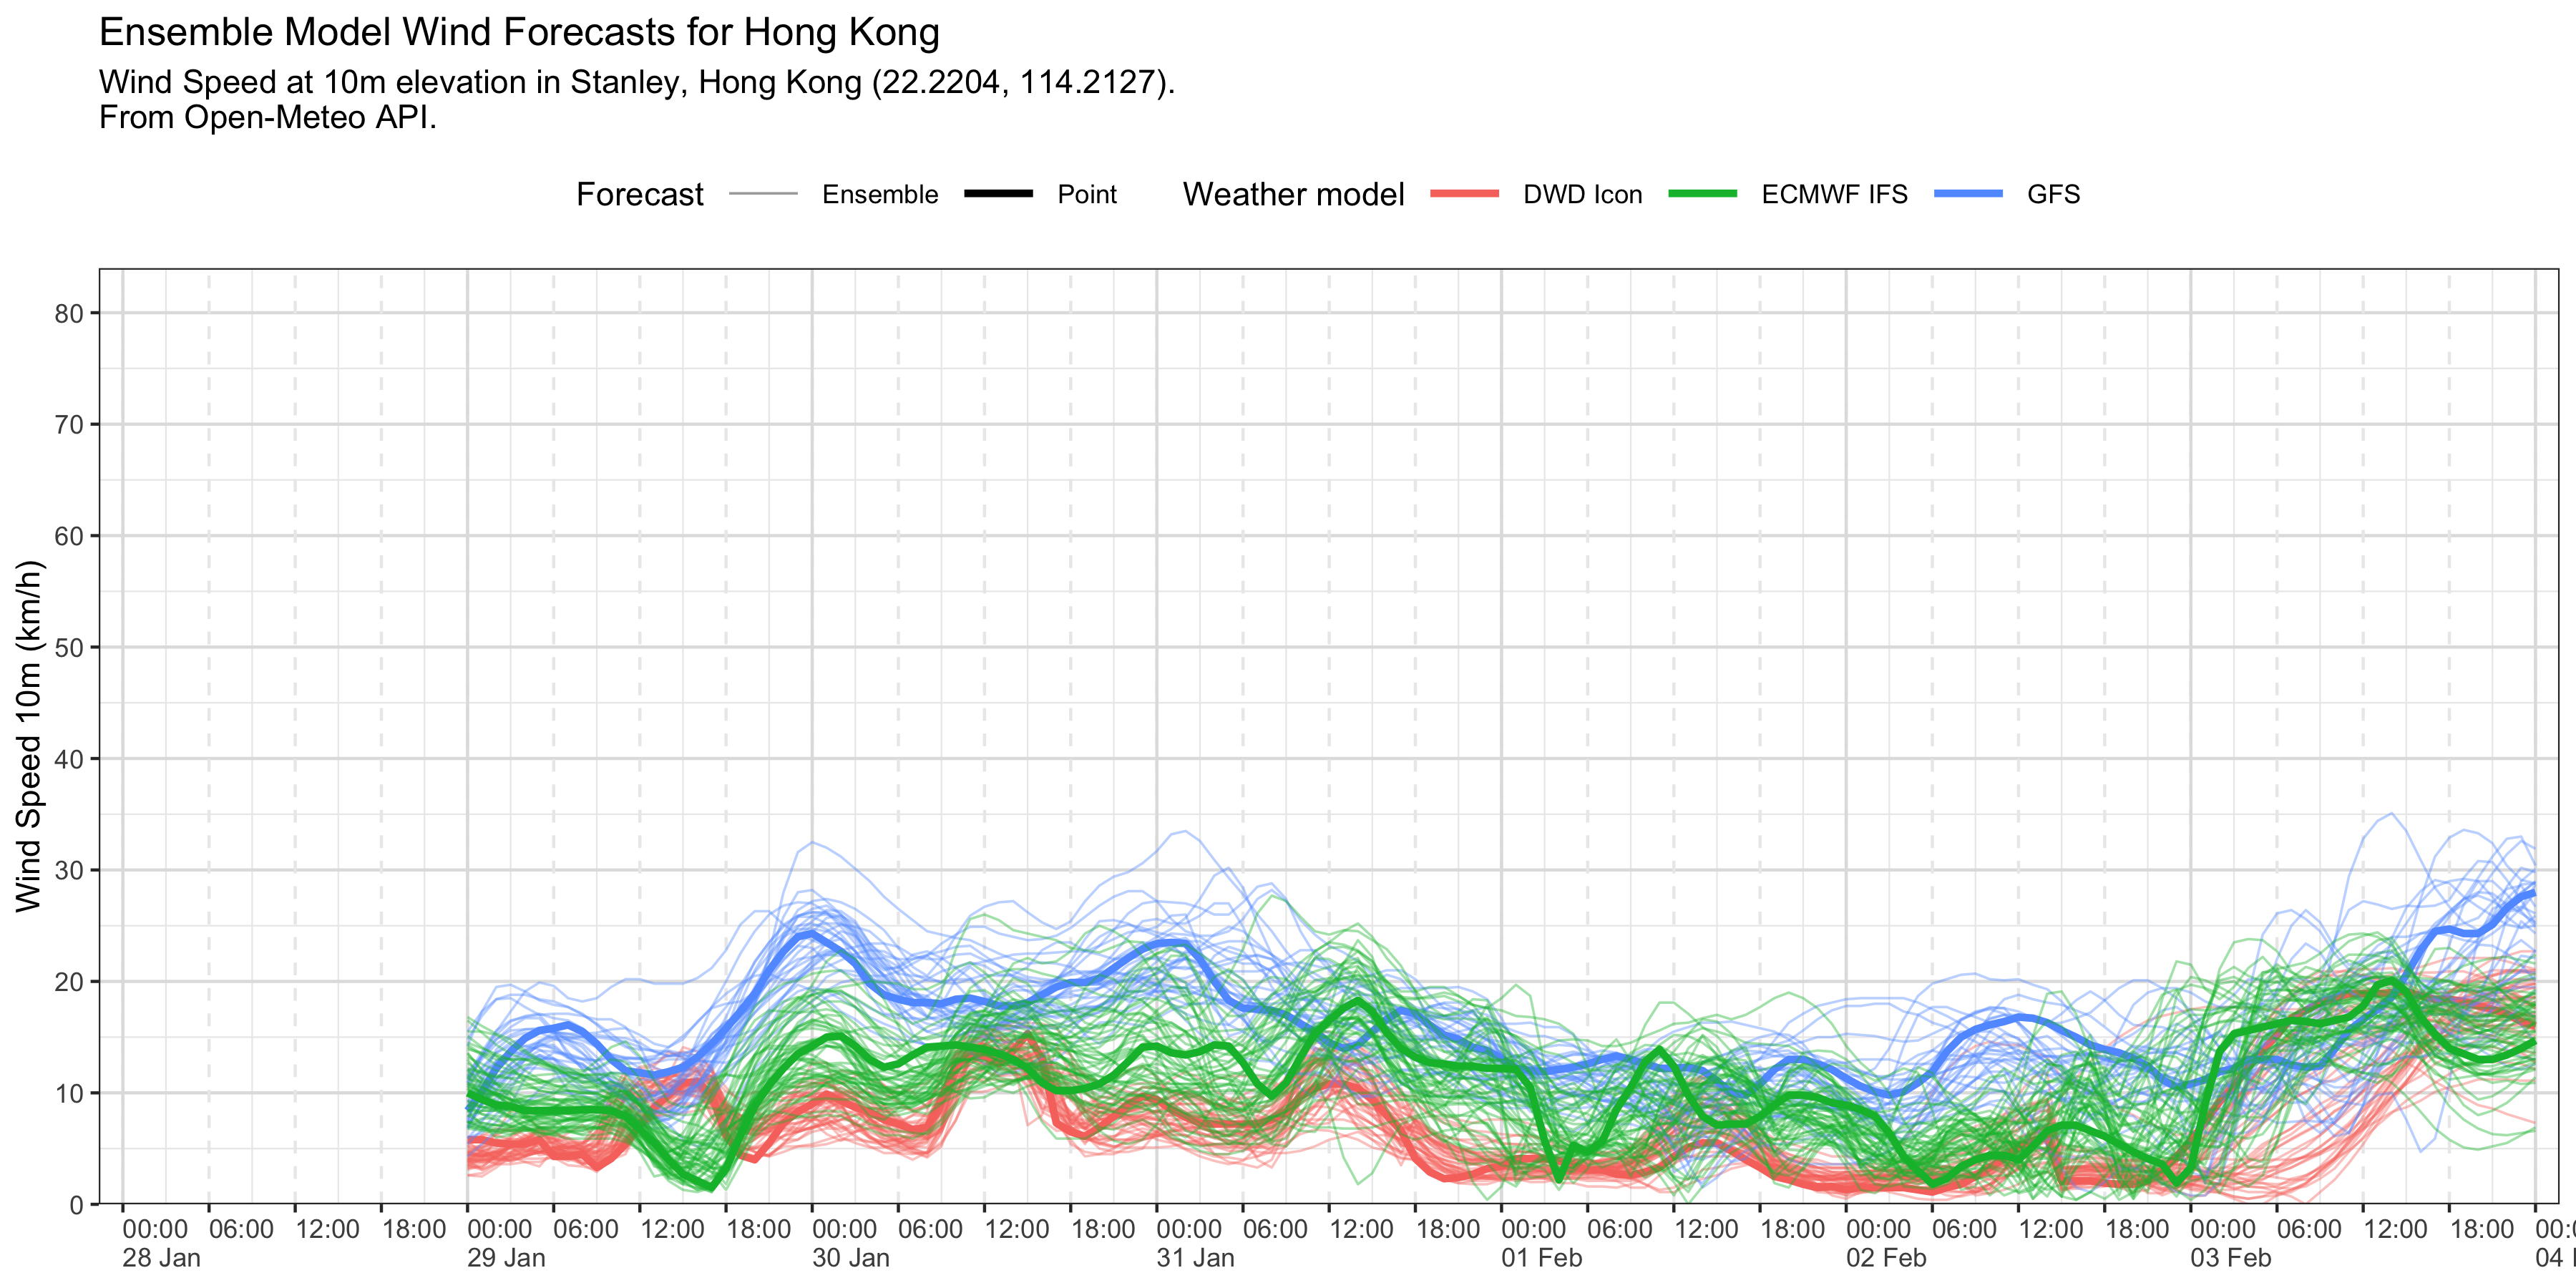 Ensemble Model Wind Forecasts for Hong Kong
Wind Speed at 10m elevation in Stanley, Hong Kong (22.2204, 114.2127).
From Open-Meteo API.
Forecast Ensemble Point Weather model DWD Icon ECMWF IFS GFS
Wind Speed 10m (km/h)
80
70
60
50
40
30
20
10
0
00:00 06:00 12:00 18:00 00:00 06:00 12:00 18:00 00:00 06:00 12:00 18:00 00:00 06:00 12:00 18:00 00:00 06:00 12:00 18:00 00:00 06:00 12:00 18:00 00:00 06:00 12:00 18:00 00:0
28 Jan 29 Jan 30 Jan 31 Jan 01 Feb 02 Feb 03 Feb 04